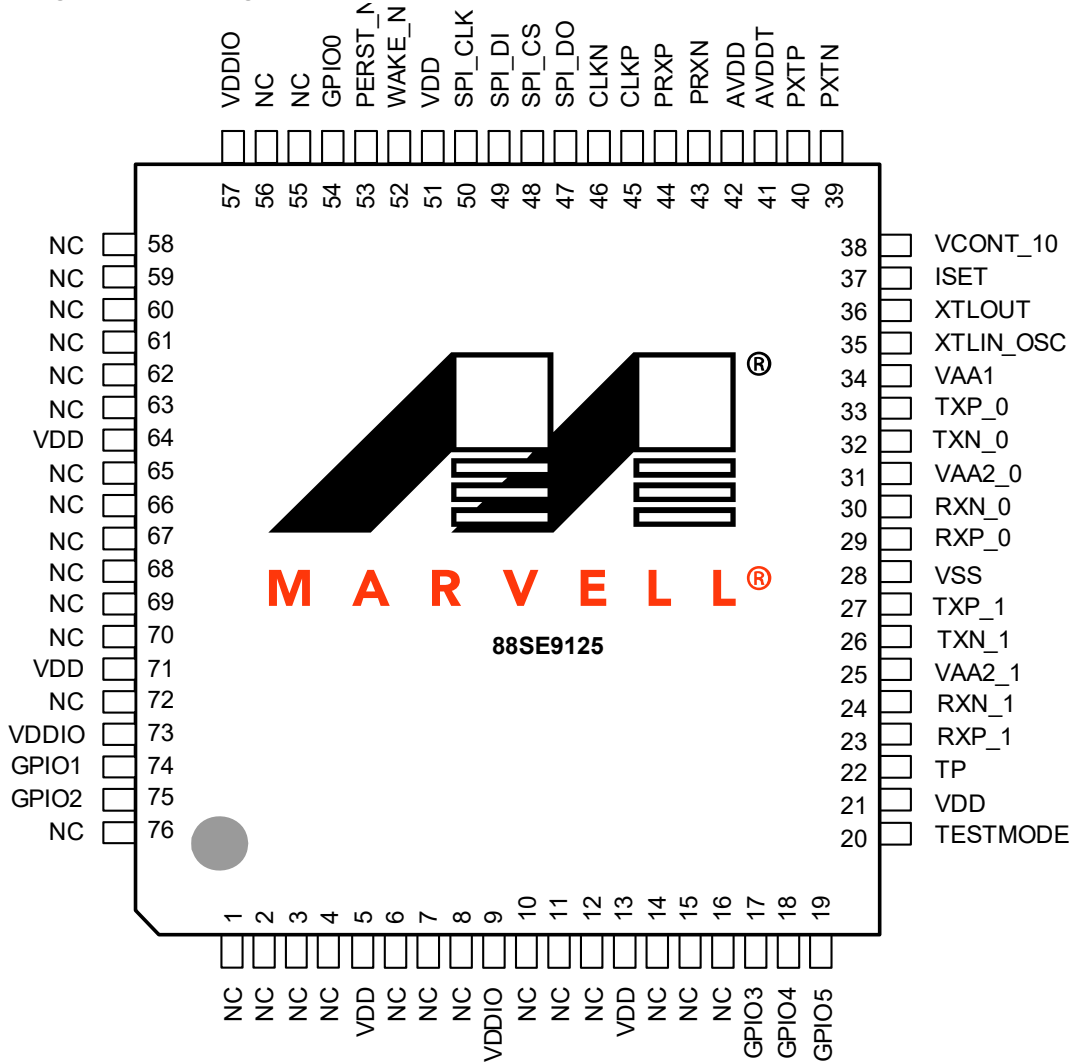 VDDIO NC NC GPIO0 PERST_N WAKE_N VDD SPI_CLK SPI_DI SPI_CS SPI_DO CLKN CLKP PRXP PRXN AVDD AVDDT PXTP PXTN
57 56 55 54 53 52 51 50 49 48 47 46 45 44 43 42 41 40 39
NC 58 38 VCONT_10
NC 59 37 ISET
NC 60 36 XTLOUT
NC 61 35 XTLIN_OSC
NC 62 34 VAA1
NC 63 33 TXP_0
VDD 64 32 TXN_0
NC 65 31 VAA2_0
NC 66 30 RXN_0
NC 67 29 RXP_0
NC 68 28 VSS
NC 69 27 TXP_1
NC 70 26 TXN_1
VDD 71 25 VAA2_1
NC 72 24 RXN_1
VDDIO 73 23 RXP_1
GPIO1 74 22 TP
GPIO2 75 21 VDD
NC 76 20 TESTMODE
®
MARVELL®
88SE9125
1 2 3 4 5 6 7 8 9 10 11 12 13 14 15 16 17 18 19
NC NC NC NC VDD NC NC NC VDDIO NC NC NC VDD NC NC NC GPIO3 GPIO4 GPIO5